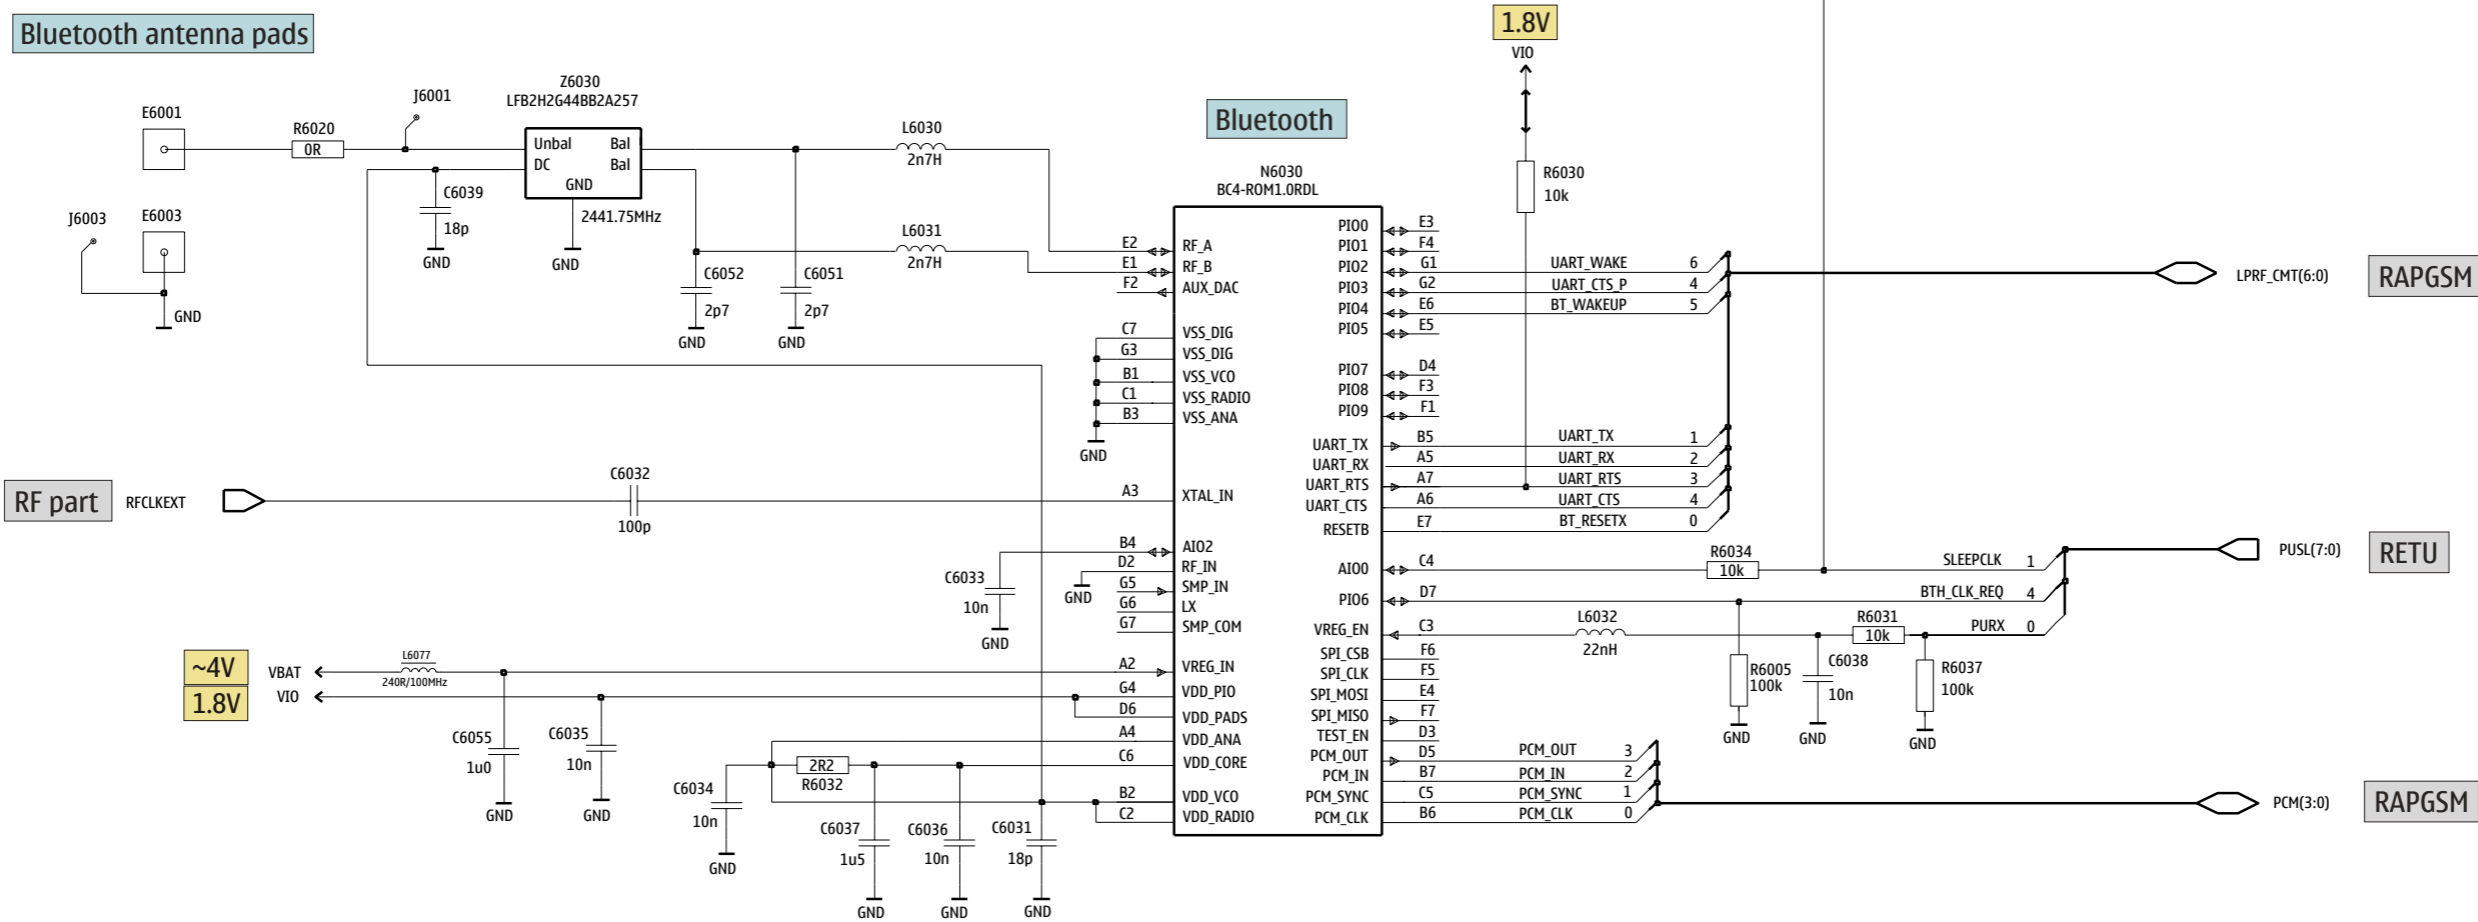 Bluetooth antenna pads
1.8V
VIO
Z6030
LFB2H2G44BB2A257
J6001
E6001
R6020
0R
Unbal
Bal
DC
Bal
GND
2441.75MHz
GND
C6039
18p
GND
J6003
E6003
GND
L6030
2n7H
L6031
2n7H
C6052
2p7
GND
C6051
2p7
GND
Bluetooth
N6030
BC4-ROM1.0RDL
R6030
10k
E2
RF_A
E1
RF_B
F2
AUX_DAC
C7
VSS_DIG
G3
VSS_DIG
B1
VSS_VCO
C1
VSS_RADIO
B3
VSS_ANA
GND
RF part
RFCLKEXT
C6032
100p
A3
XTAL_IN
B4
AIO2
D2
RF_IN
G5
SMP_IN
G6
LX
G7
SMP_COM
C6033
10n
GND
GND
~4V
VBAT
L6077
240R/100MHz
A2
VREG_IN
1.8V
VIO
G4
VDD_PIO
D6
VDD_PADS
A4
VDD_ANA
C6
VDD_CORE
B2
VDD_VCO
C2
VDD_RADIO
C6055
1u0
GND
C6035
10n
GND
C6034
10n
GND
2R2
R6032
C6037
1u5
GND
C6036
10n
GND
C6031
18p
GND
PIO0
E3
PIO1
F4
PIO2
G1
UART_WAKE
6
PIO3
G2
UART_CTS_P
4
PIO4
E6
BT_WAKEUP
5
PIO5
E5
LPRF_CMT(6:0)
RAPGSM
PIO7
D4
PIO8
F3
PIO9
F1
UART_TX
B5
UART_TX
1
UART_RX
A5
UART_RX
2
UART_RTS
A7
UART_RTS
3
UART_CTS
A6
UART_CTS
4
RESETB
E7
BT_RESETX
0
AIO0
C4
R6034
10k
SLEEPCLK
1
PUSL(7:0)
RETU
PIO6
D7
BTH_CLK_REQ
4
VREG_EN
C3
L6032
22nH
R6031
10k
PURX
0
R6005
100k
GND
C6038
10n
GND
R6037
100k
GND
SPI_CSB
F6
SPI_CLK
F5
SPI_MOSI
E4
SPI_MISO
F7
TEST_EN
D3
PCM_OUT
D5
PCM_OUT
3
PCM_IN
B7
PCM_IN
2
PCM_SYNC
C5
PCM_SYNC
1
PCM_CLK
B6
PCM_CLK
0
PCM(3:0)
RAPGSM